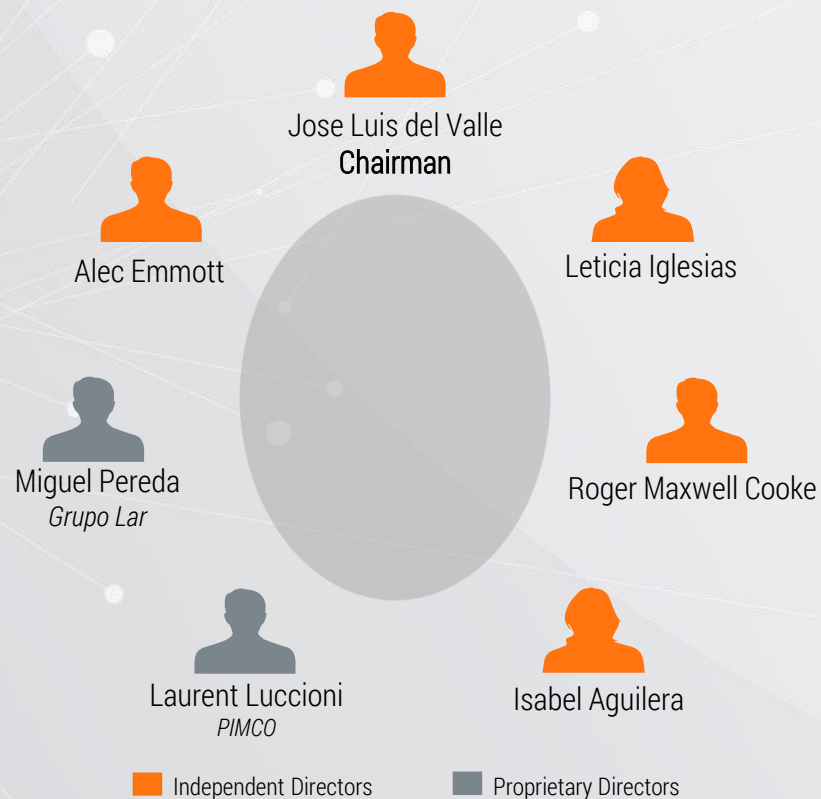 Jose Luis del Valle
Chairman
Alec Emmott
Leticia Iglesias
Miguel Pereda
Grupo Lar
Roger Maxwell Cooke
Laurent Luccioni
PIMCO
Isabel Aguilera
Independent Directors
Proprietary Directors